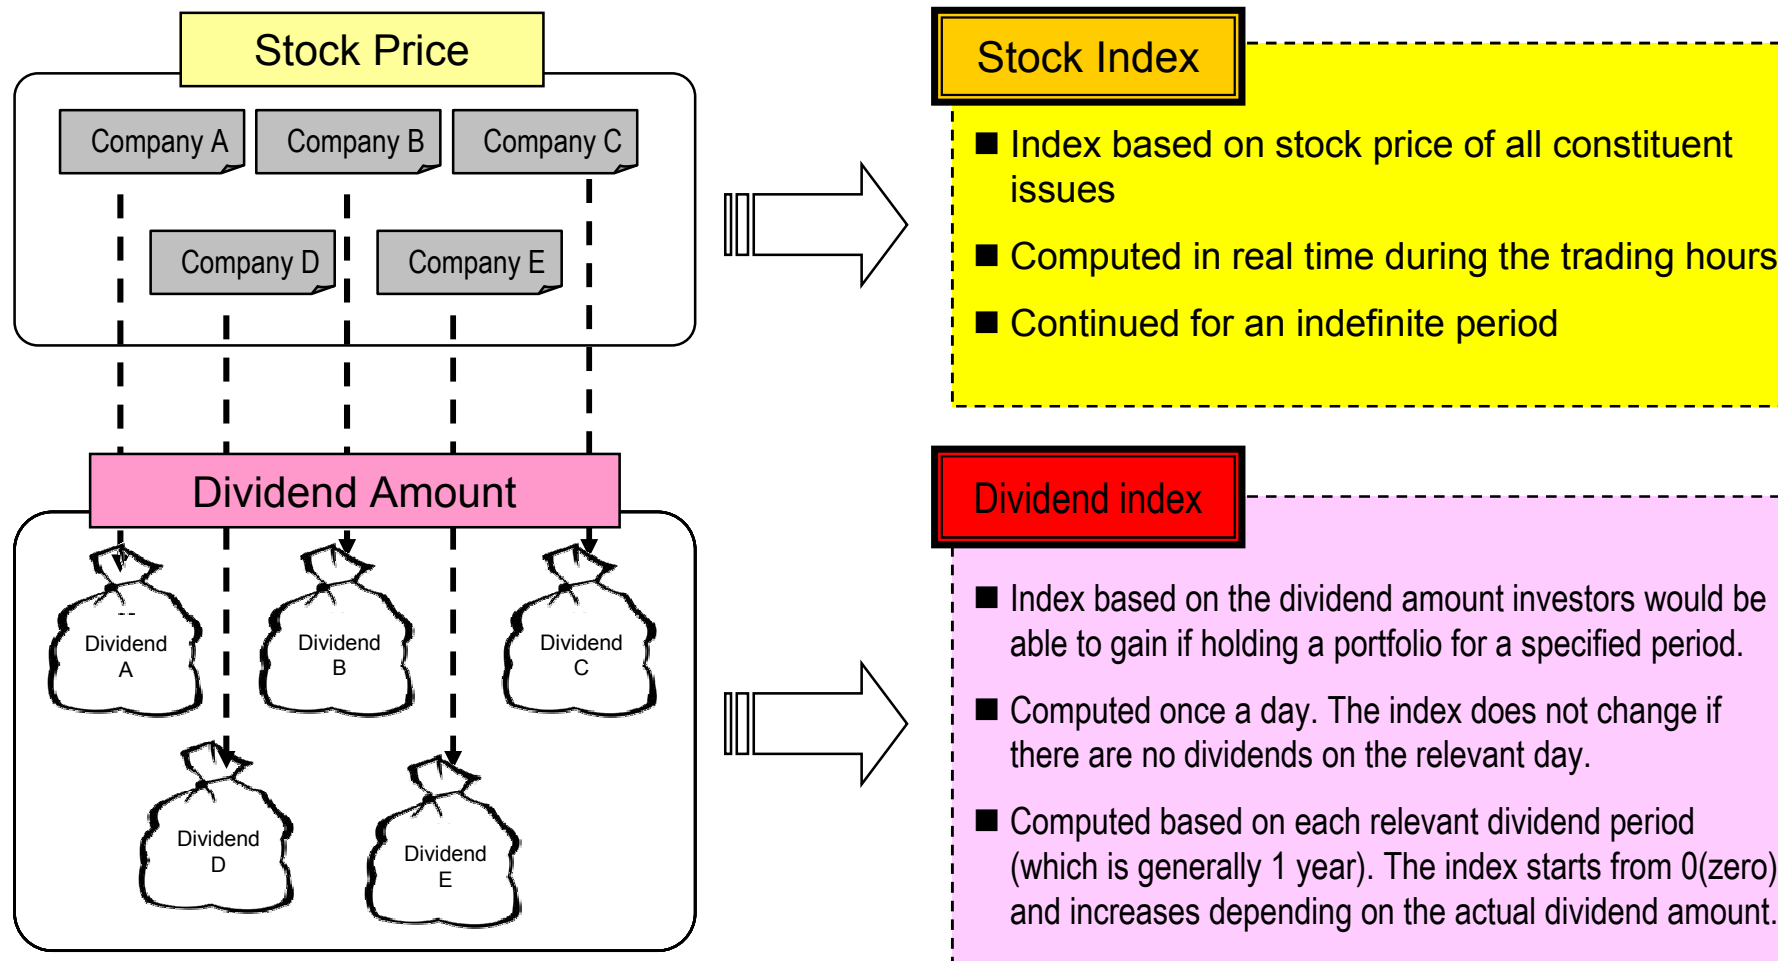 Stock Price
Company A
Company B
Company C
Company D
Company E
Dividend Amount
Dividend
A
Dividend
B
Dividend
C
Dividend
D
Dividend
E
Stock Index
■ Index based on stock price of all constituent
issues
■ Computed in real time during the trading hours
■ Continued for an indefinite period
Dividend index
■ Index based on the dividend amount investors would be
able to gain if holding a portfolio for a specified period.
■ Computed once a day. The index does not change if
there are no dividends on the relevant day.
■ Computed based on each relevant dividend period
(which is generally 1 year). The index starts from 0(zero)
and increases depending on the actual dividend amount.